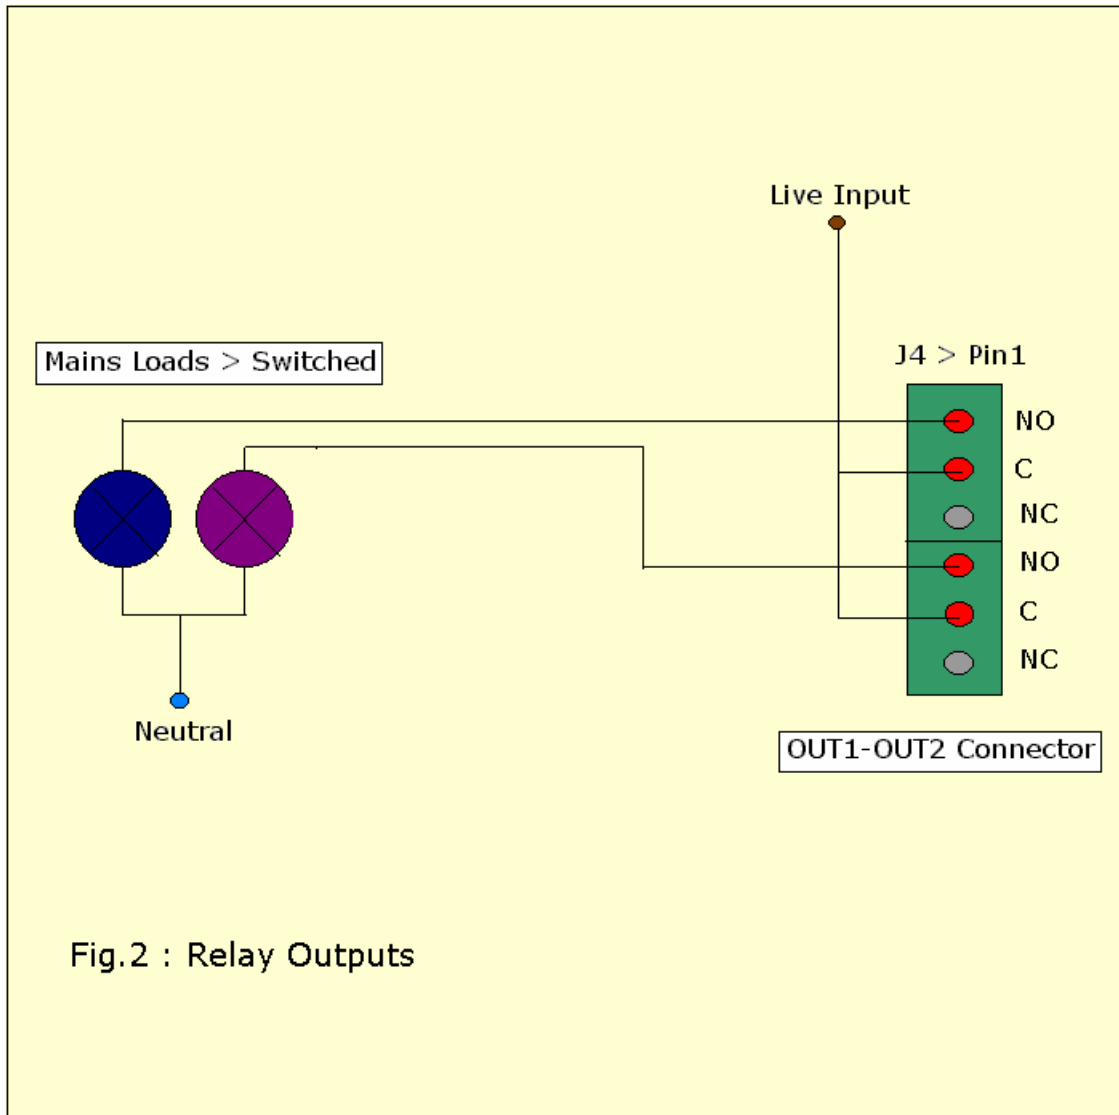 Live Input
Mains Loads > Switched
J4 > Pin1
NO
C
NC
NO
C
NC
Neutral
OUT1-OUT2 Connector
Fig.2 : Relay Outputs